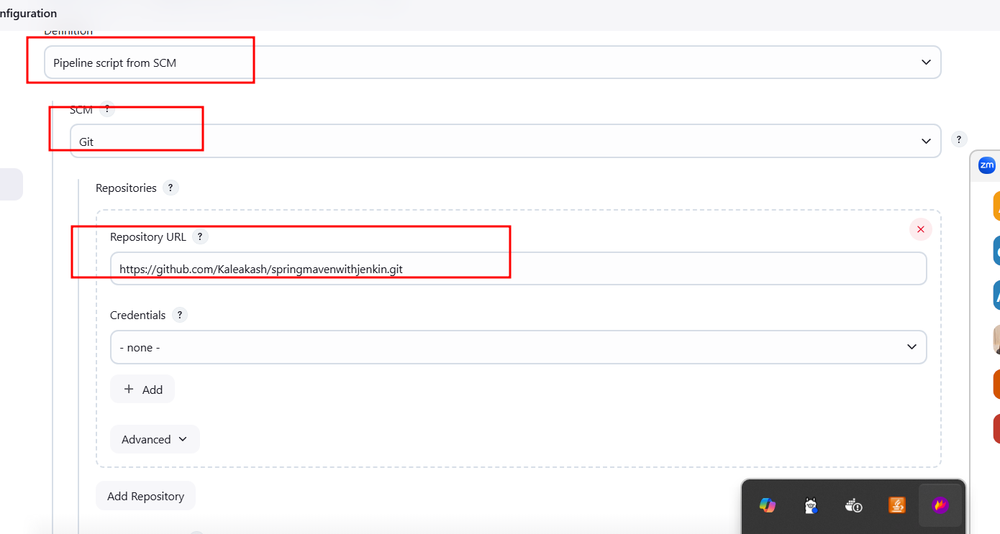 nfiguration
Definition
Pipeline script from SCM
SCM ?
Git
?
zm
Repositories ?
Repository URL ?
https://github.com/Kaleakash/springmavenwithjenkin.git
Credentials ?
- none -
+ Add
Advanced
Add Repository